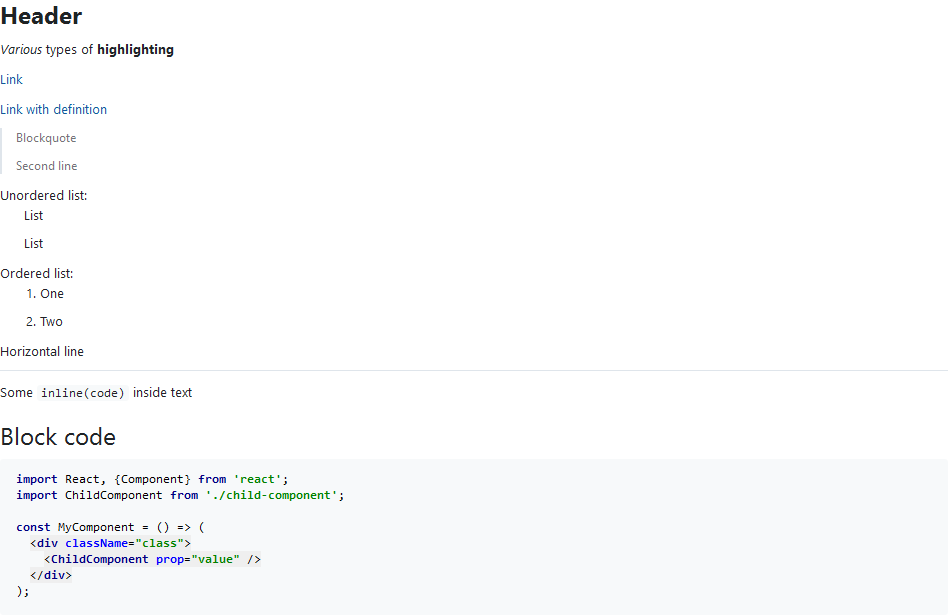 Header
Various types of highlighting
Link
Link with definition
Blockquote
Second line
Unordered list:
List
List
Ordered list:
1. One
2. Two
Horizontal line
Some inline(code) inside text
Block code
import React, {Component} from 'react';
import ChildComponent from './child-component';
const MyComponent = () => (
<div className="class">
<ChildComponent prop="value" />
</div>
);